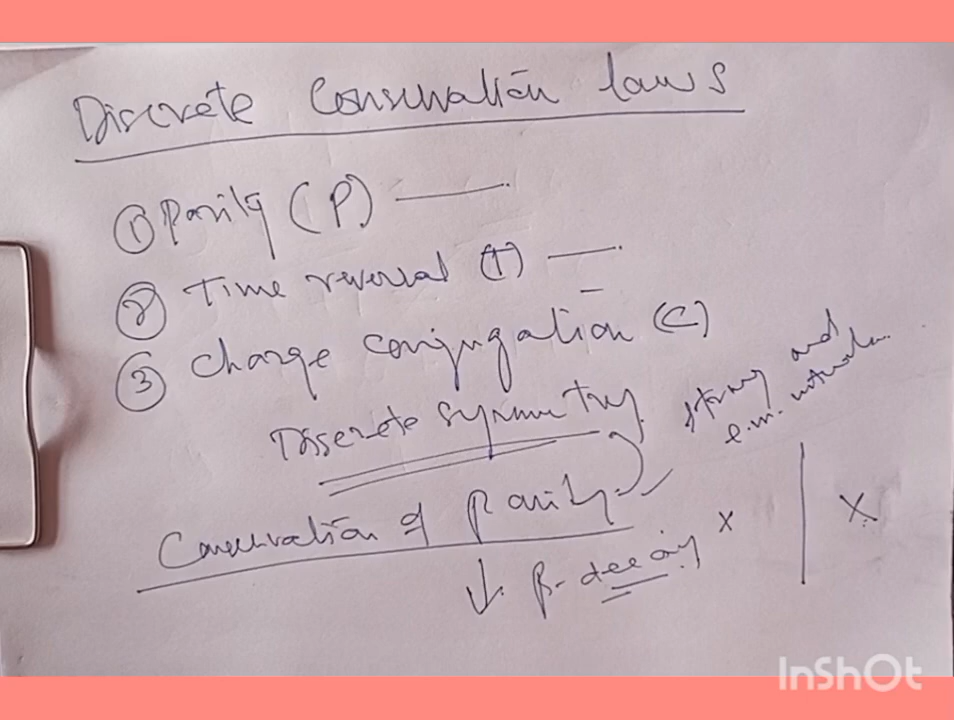 Discrete Conservation laws
① Parity (P) —
② Time reversal (T) —
③ Charge conjugation (C)
Discrete symmetry
strong and
e.m.
Conservation of Parity ✓
↓ β-decay × | ×
InShOt